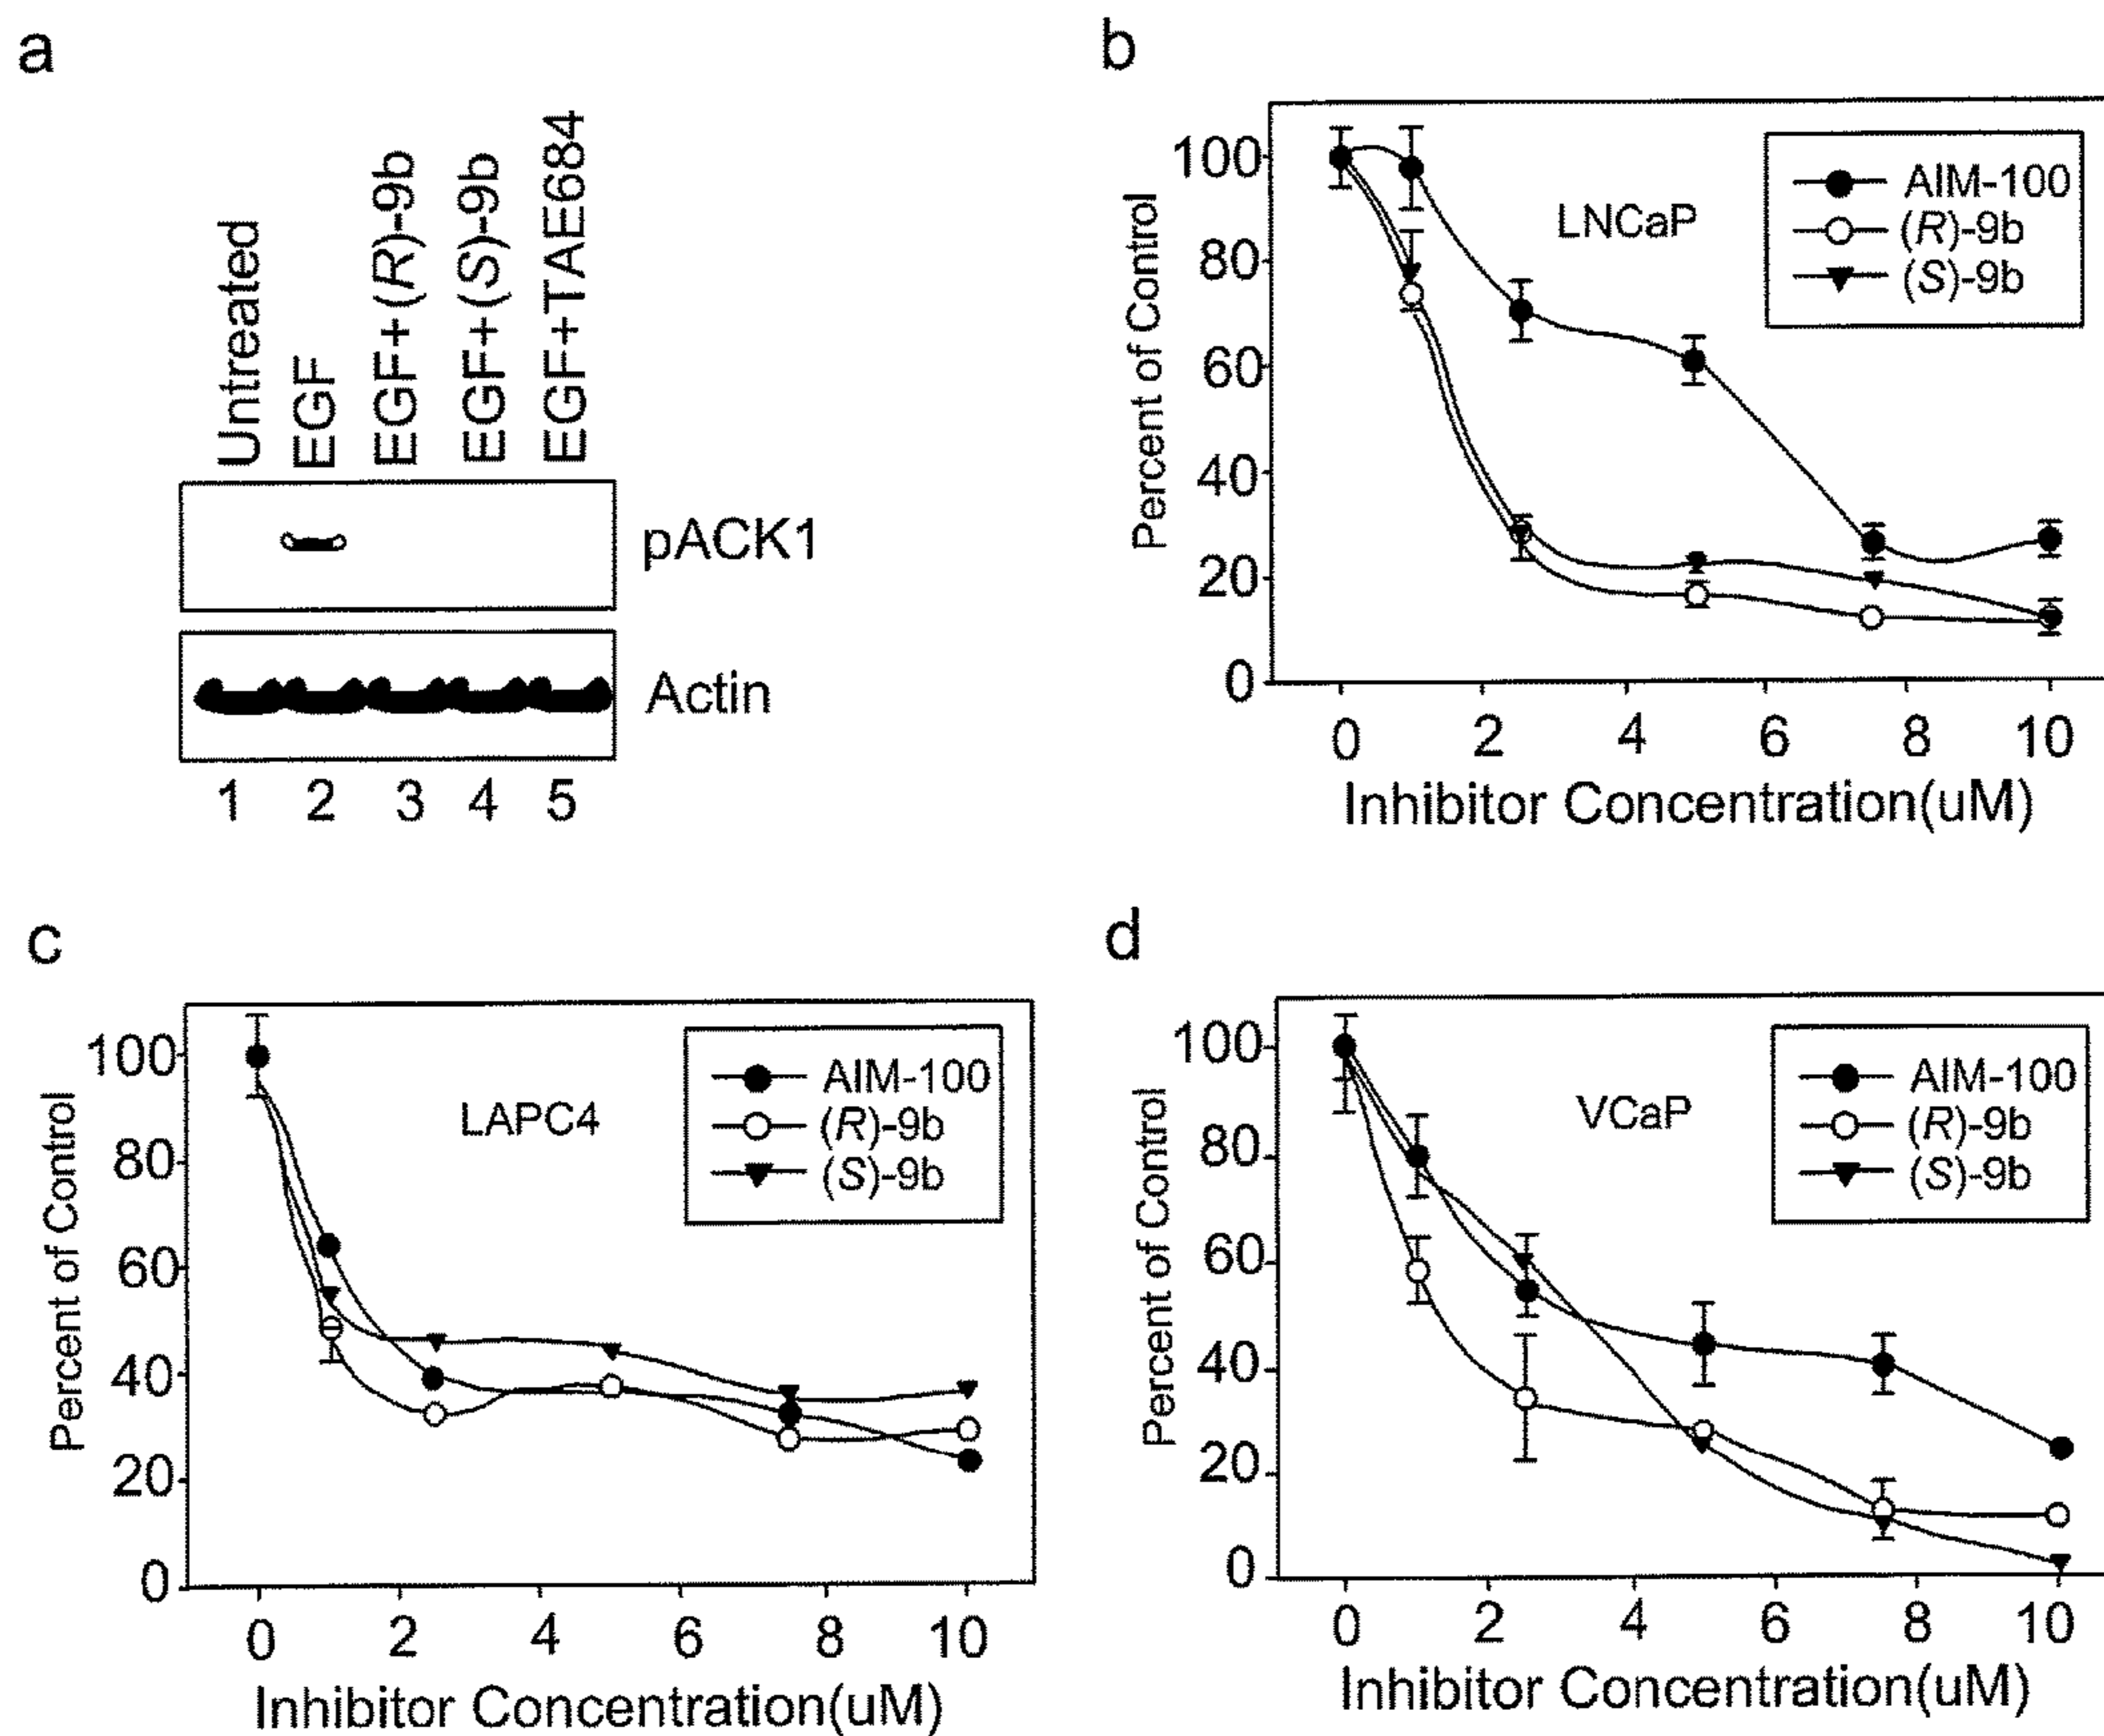 a
Untreated
EGF
EGF+(R)-9b
EGF+(S)-9b
EGF+TAE684
pACK1
Actin
1 2 3 4 5
b
Percent of Control
100
80
60
40
20
0
LNCaP
AIM-100
(R)-9b
(S)-9b
0 2 4 6 8 10
Inhibitor Concentration(uM)
c
Percent of Control
100
80
60
40
20
0
LAPC4
AIM-100
(R)-9b
(S)-9b
0 2 4 6 8 10
Inhibitor Concentration(uM)
d
Percent of Control
100
80
60
40
20
0
VCaP
AIM-100
(R)-9b
(S)-9b
0 2 4 6 8 10
Inhibitor Concentration(uM)